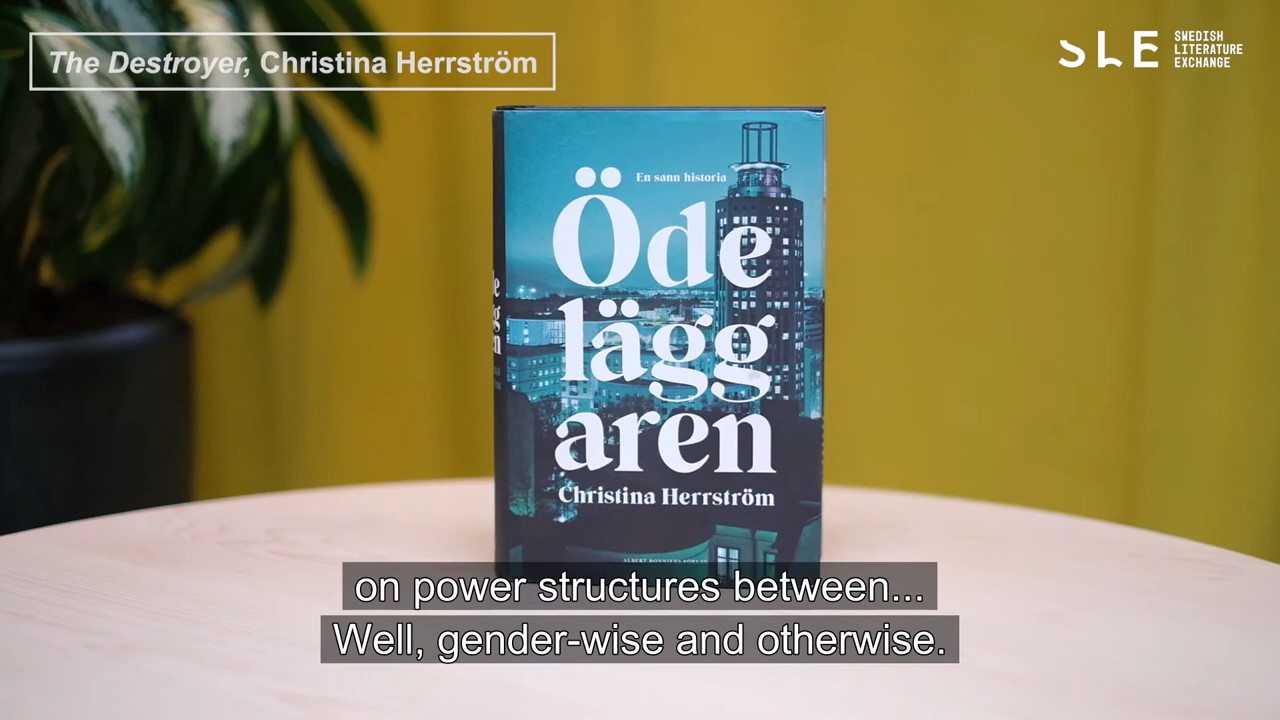 The Destroyer, Christina Herrström
SLE
SWEDISH
LITERATURE
EXCHANGE
En sann historia
Öde
lägg
aren
Christina Herrström
on power structures between...
Well, gender-wise and otherwise.